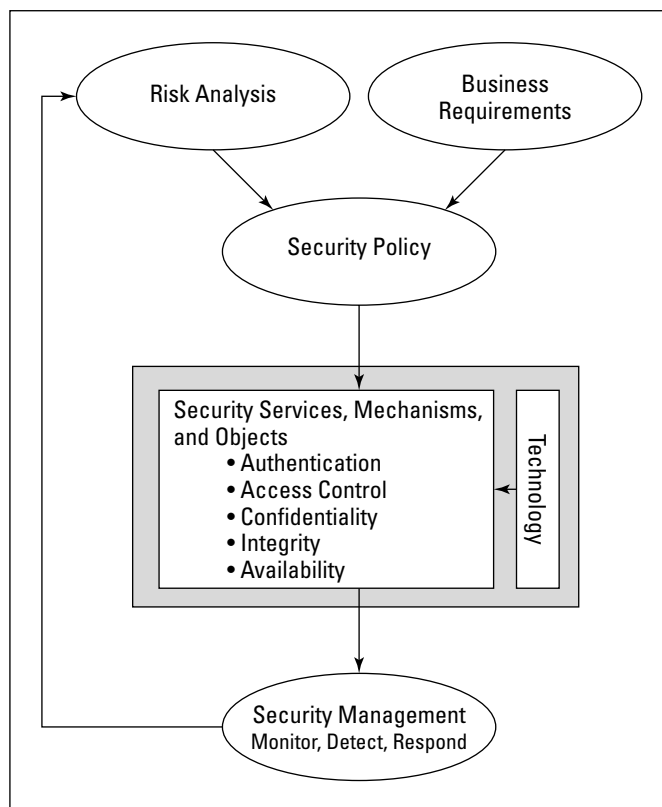 Risk Analysis
Business
Requirements
Security Policy
Security Services, Mechanisms,
and Objects
• Authentication
• Access Control
• Confidentiality
• Integrity
• Availability
Technology
Security Management
Monitor, Detect, Respond